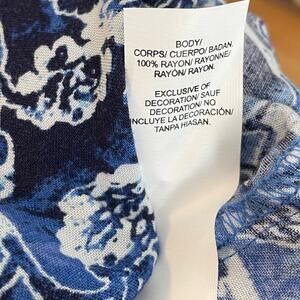 BODY/
CORPS/ CUERPO/ BADAN.
100% RAYON/ RAYONNE/
RAYÓN/ RAYON.
EXCLUSIVE OF
DECORATION/ SAUF
DECORATION/ NO
INCLUYE LA DECORACIÓN/
TANPA HIASAN.